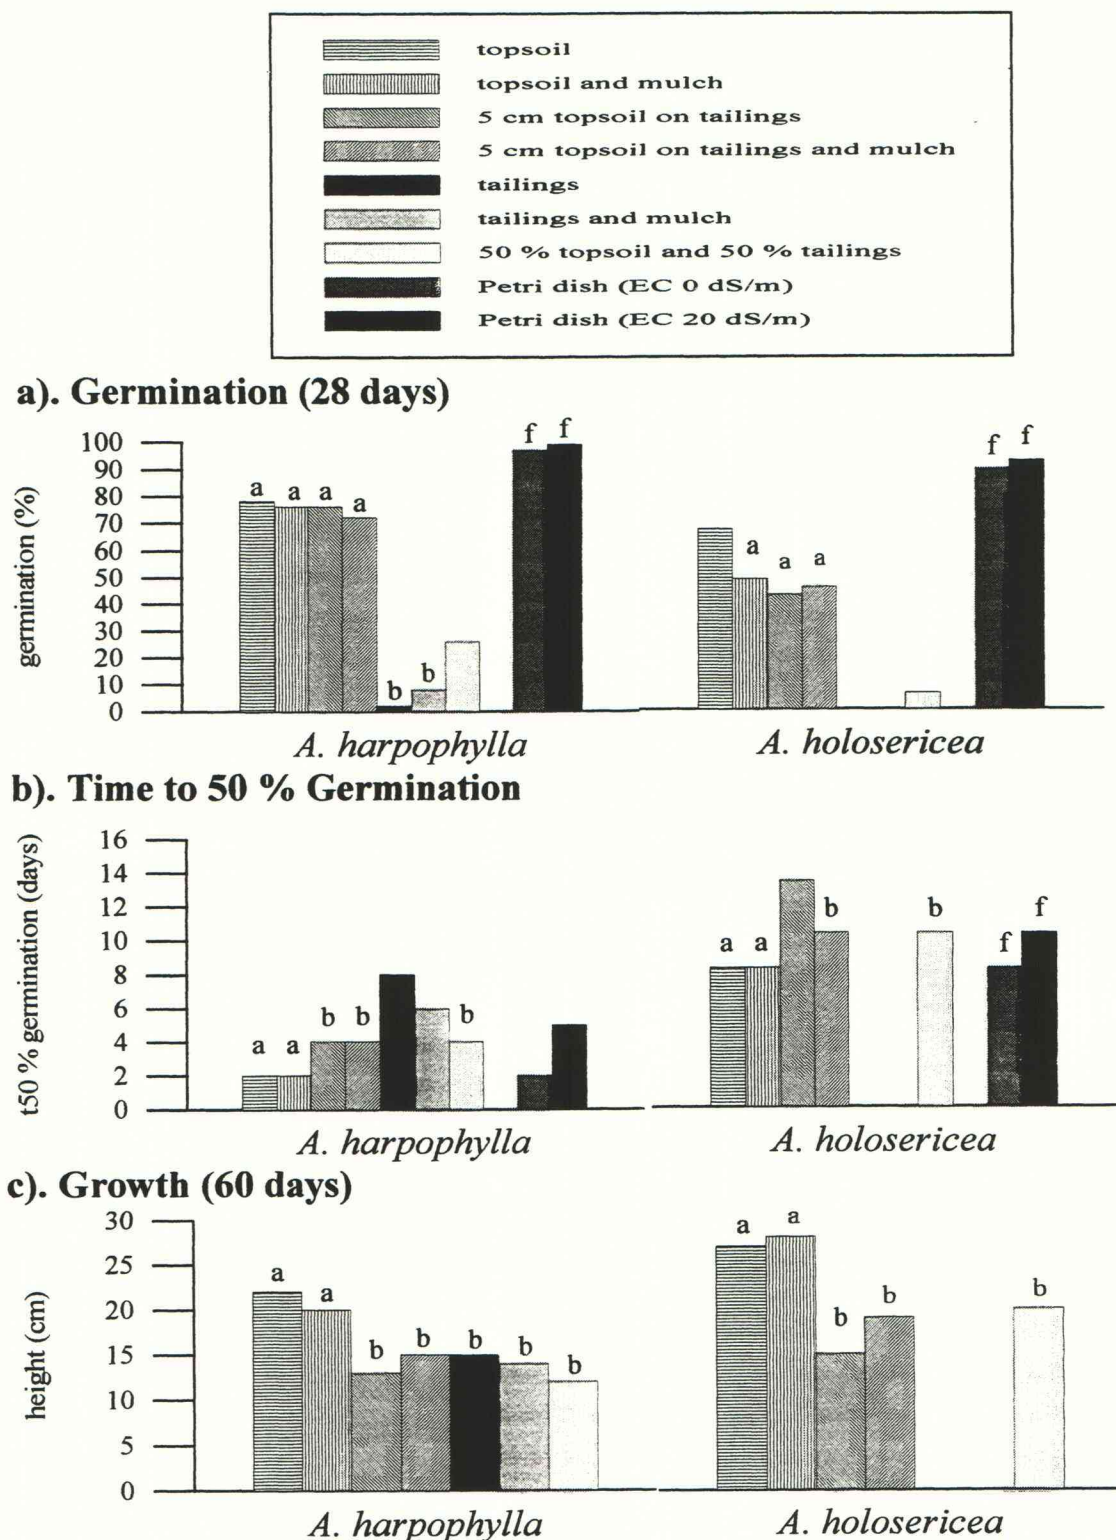 topsoil
topsoil and mulch
5 cm topsoil on tailings
5 cm topsoil on tailings and mulch
tailings
tailings and mulch
50 % topsoil and 50 % tailings
Petri dish (EC 0 dS/m)
Petri dish (EC 20 dS/m)
a). Germination (28 days)
germination (%)
100
90
80
70
60
50
40
30
20
10
0
a a a a b b f f
a a a f f
A. harpophylla A. holosericea
b). Time to 50 % Germination
t50 % germination (days)
16
14
12
10
8
6
4
2
0
a a b b b
a a b b f f
A. harpophylla A. holosericea
c). Growth (60 days)
height (cm)
30
25
20
15
10
5
0
a a b b b b b
a a b b b
A. harpophylla A. holosericea